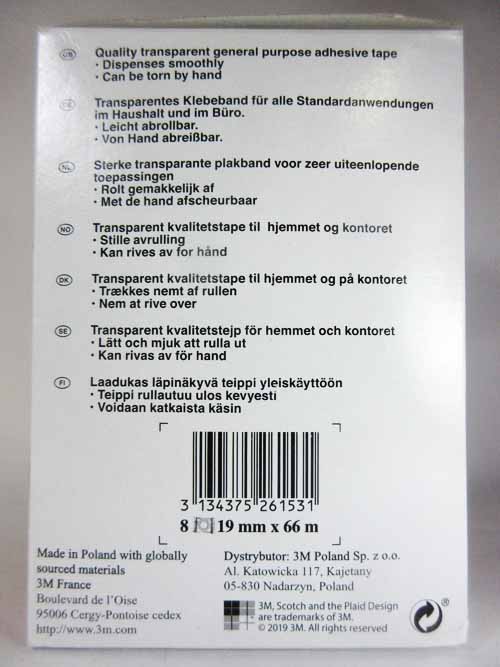 GB Quality transparent general purpose adhesive tape
· Dispenses smoothly
· Can be torn by hand
DE Transparentes Klebeband für alle Standardanwendungen
im Haushalt und im Büro.
· Leicht abrollbar.
· Von Hand abreißbar.
NL Sterke transparante plakband voor zeer uiteenlopende
toepassingen
· Rolt gemakkelijk af
· Met de hand afscheurbaar
NO Transparant kvalitetstape til hjemmet og kontoret
· Stille avrulling
· Kan rives av for hånd
DK Transparent kvalitetstape til hjemmet og på kontoret
· Trækkes nemt af rullen
· Nem at rive over
SE Transparent kvalitetstejp för hemmet och kontoret
· Lätt och mjuk att rulla ut
· Kan rivas av för hand
FI Laadukas läpinäkyvä teippi yleiskäyttöön
· Teippi rullautuu ulos kevyesti
· Voidaan katkaista käsin
3 134375 261531
8 19 mm x 66 m
Made in Poland with globally
sourced materials
3M France
Boulevard de l'Oise
95006 Cergy-Pontoise cedex
http://www.3m.com
Dystrybutor: 3M Poland Sp. z o.o.
Al. Katowicka 117, Kajetany
05-830 Nadarzyn, Poland
3M, Scotch and the Plaid Design
are trademarks of 3M.
© 2019 3M. All rights reserved
®